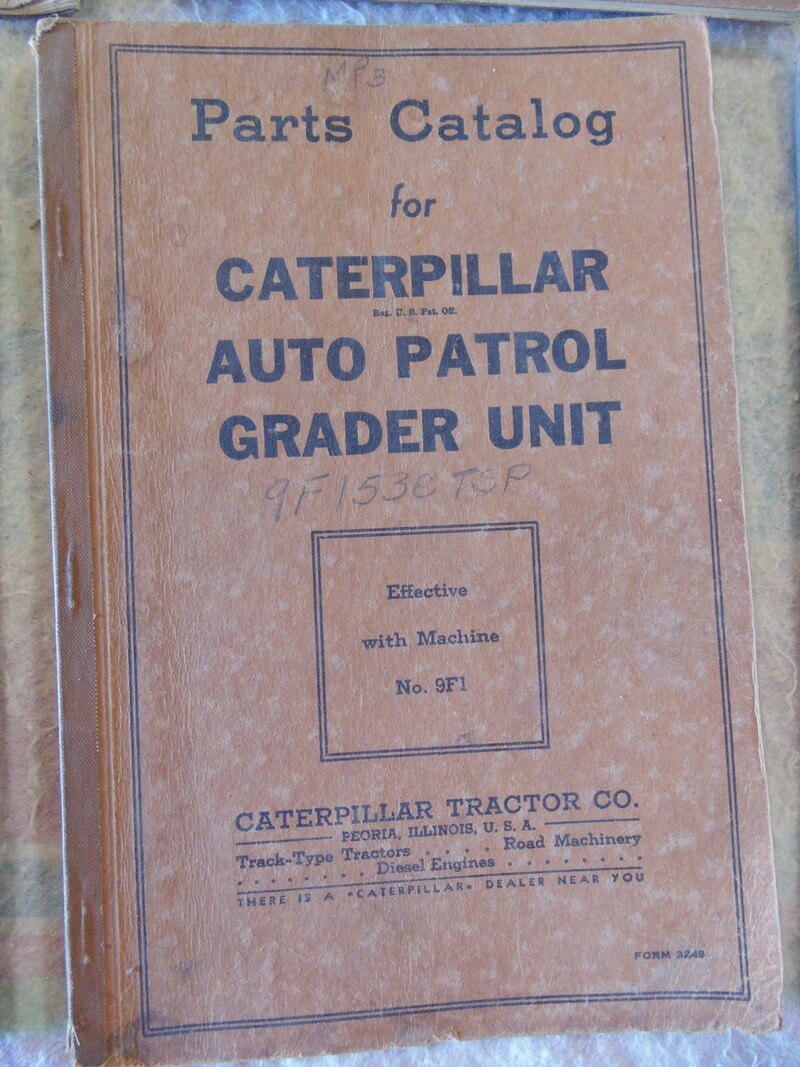 MP3
Parts Catalog
for
CATERPILLAR
Reg. U. S. Pat. Off.
AUTO PATROL
GRADER UNIT
Effective
with Machine
No. 9F1
CATERPILLAR TRACTOR CO.
PEORIA, ILLINOIS, U. S. A.
Track-Type Tractors . . . . . Road Machinery
. . . . . . . . Diesel Engines . . . . . . . .
THERE IS A "CATERPILLAR" DEALER NEAR YOU
FORM 3249